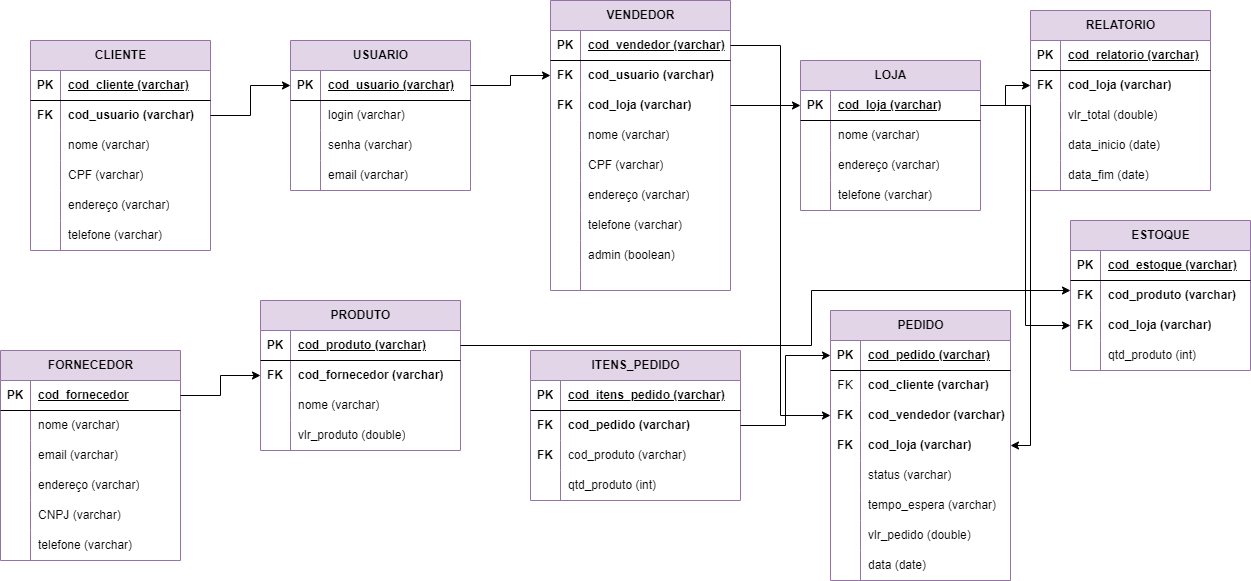 CLIENTE
PK cod_cliente (varchar)
FK cod_usuario (varchar)
nome (varchar)
CPF (varchar)
endereço (varchar)
telefone (varchar)
USUARIO
PK cod_usuario (varchar)
login (varchar)
senha (varchar)
email (varchar)
VENDEDOR
PK cod_vendedor (varchar)
FK cod_usuario (varchar)
FK cod_loja (varchar)
nome (varchar)
CPF (varchar)
endereço (varchar)
telefone (varchar)
admin (boolean)
LOJA
PK cod_loja (varchar)
nome (varchar)
endereço (varchar)
telefone (varchar)
RELATORIO
PK cod_relatorio (varchar)
FK cod_loja (varchar)
vlr_total (double)
data_inicio (date)
data_fim (date)
ESTOQUE
PK cod_estoque (varchar)
FK cod_produto (varchar)
FK cod_loja (varchar)
qtd_produto (int)
FORNECEDOR
PK cod_fornecedor
nome (varchar)
email (varchar)
endereço (varchar)
CNPJ (varchar)
telefone (varchar)
PRODUTO
PK cod_produto (varchar)
FK cod_fornecedor (varchar)
nome (varchar)
vlr_produto (double)
ITENS_PEDIDO
PK cod_itens_pedido (varchar)
FK cod_pedido (varchar)
FK cod_produto (varchar)
qtd_produto (int)
PEDIDO
PK cod_pedido (varchar)
FK cod_cliente (varchar)
FK cod_vendedor (varchar)
FK cod_loja (varchar)
status (varchar)
tempo_espera (varchar)
vlr_pedido (double)
data (date)